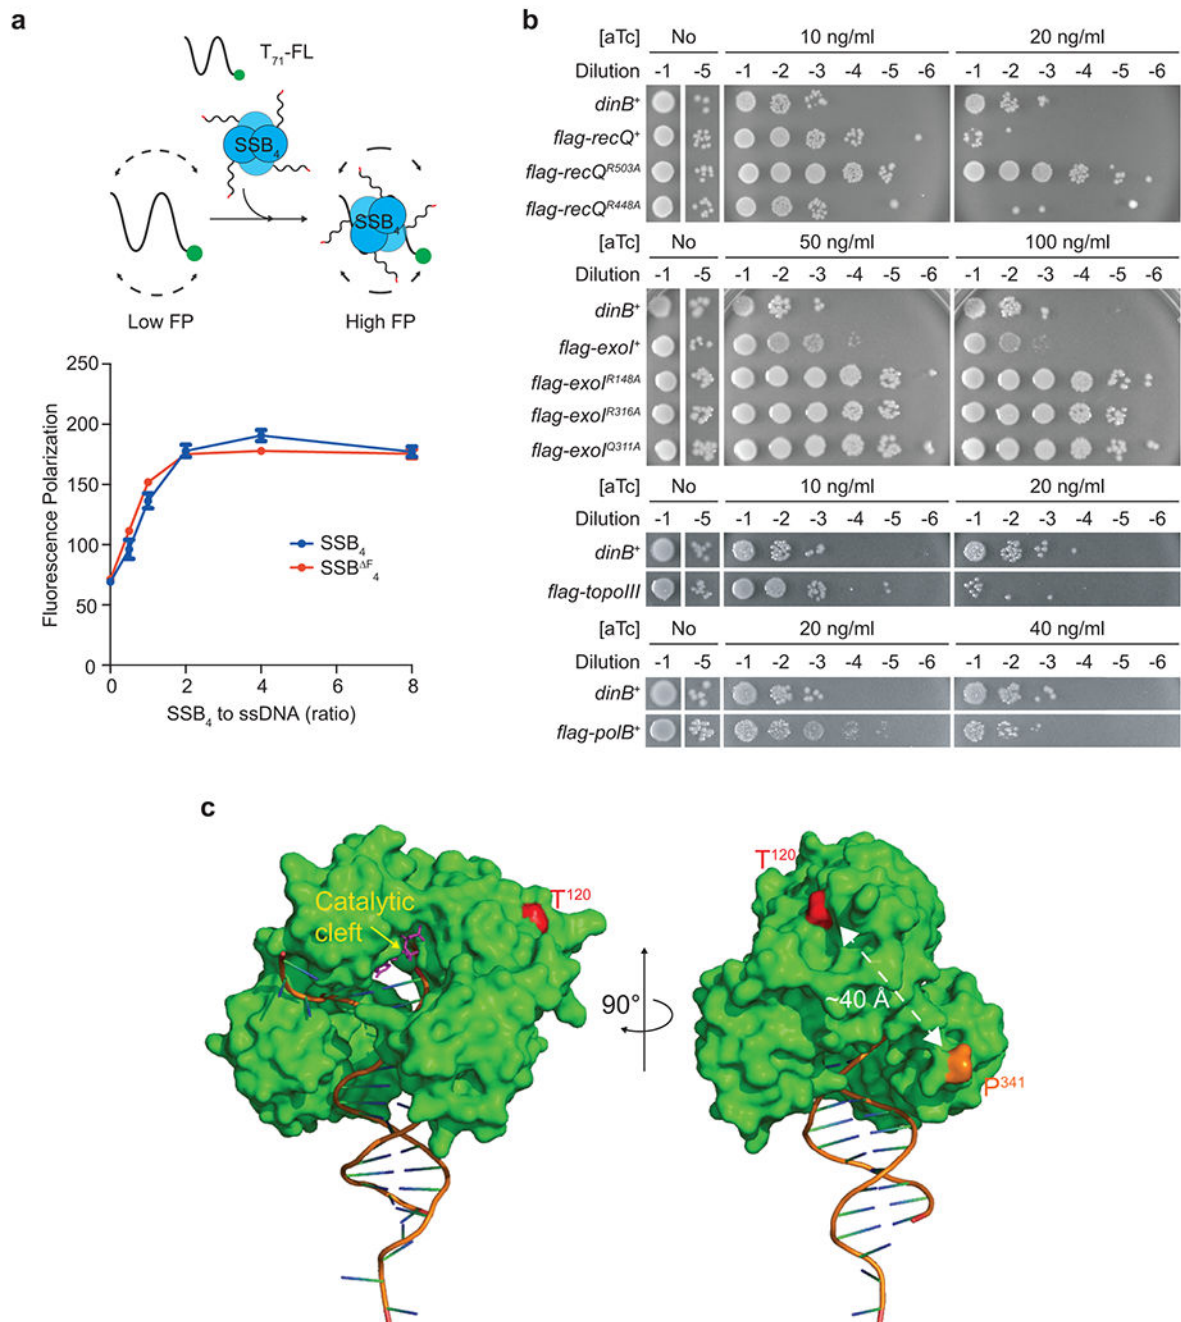 a
T71-FL
SSB4
SSB4
Low FP
High FP
250
200
150
100
50
0
Fluorescence Polarization
SSB4
SSBΔF4
0 2 4 6 8
SSB4 to ssDNA (ratio)
b
[aTc] No 10 ng/ml 20 ng/ml
Dilution -1 -5 -1 -2 -3 -4 -5 -6 -1 -2 -3 -4 -5 -6
dinB+
flag-recQ+
flag-recQR503A
flag-recQR448A
[aTc] No 50 ng/ml 100 ng/ml
Dilution -1 -5 -1 -2 -3 -4 -5 -6 -1 -2 -3 -4 -5 -6
dinB+
flag-exoI+
flag-exoIR148A
flag-exoIR316A
flag-exoIQ311A
[aTc] No 10 ng/ml 20 ng/ml
Dilution -1 -5 -1 -2 -3 -4 -5 -6 -1 -2 -3 -4 -5 -6
dinB+
flag-topoIII
[aTc] No 20 ng/ml 40 ng/ml
Dilution -1 -5 -1 -2 -3 -4 -5 -6 -1 -2 -3 -4 -5 -6
dinB+
flag-polB+
c
Catalytic
cleft
T120
90°
T120
~40 Å
P341